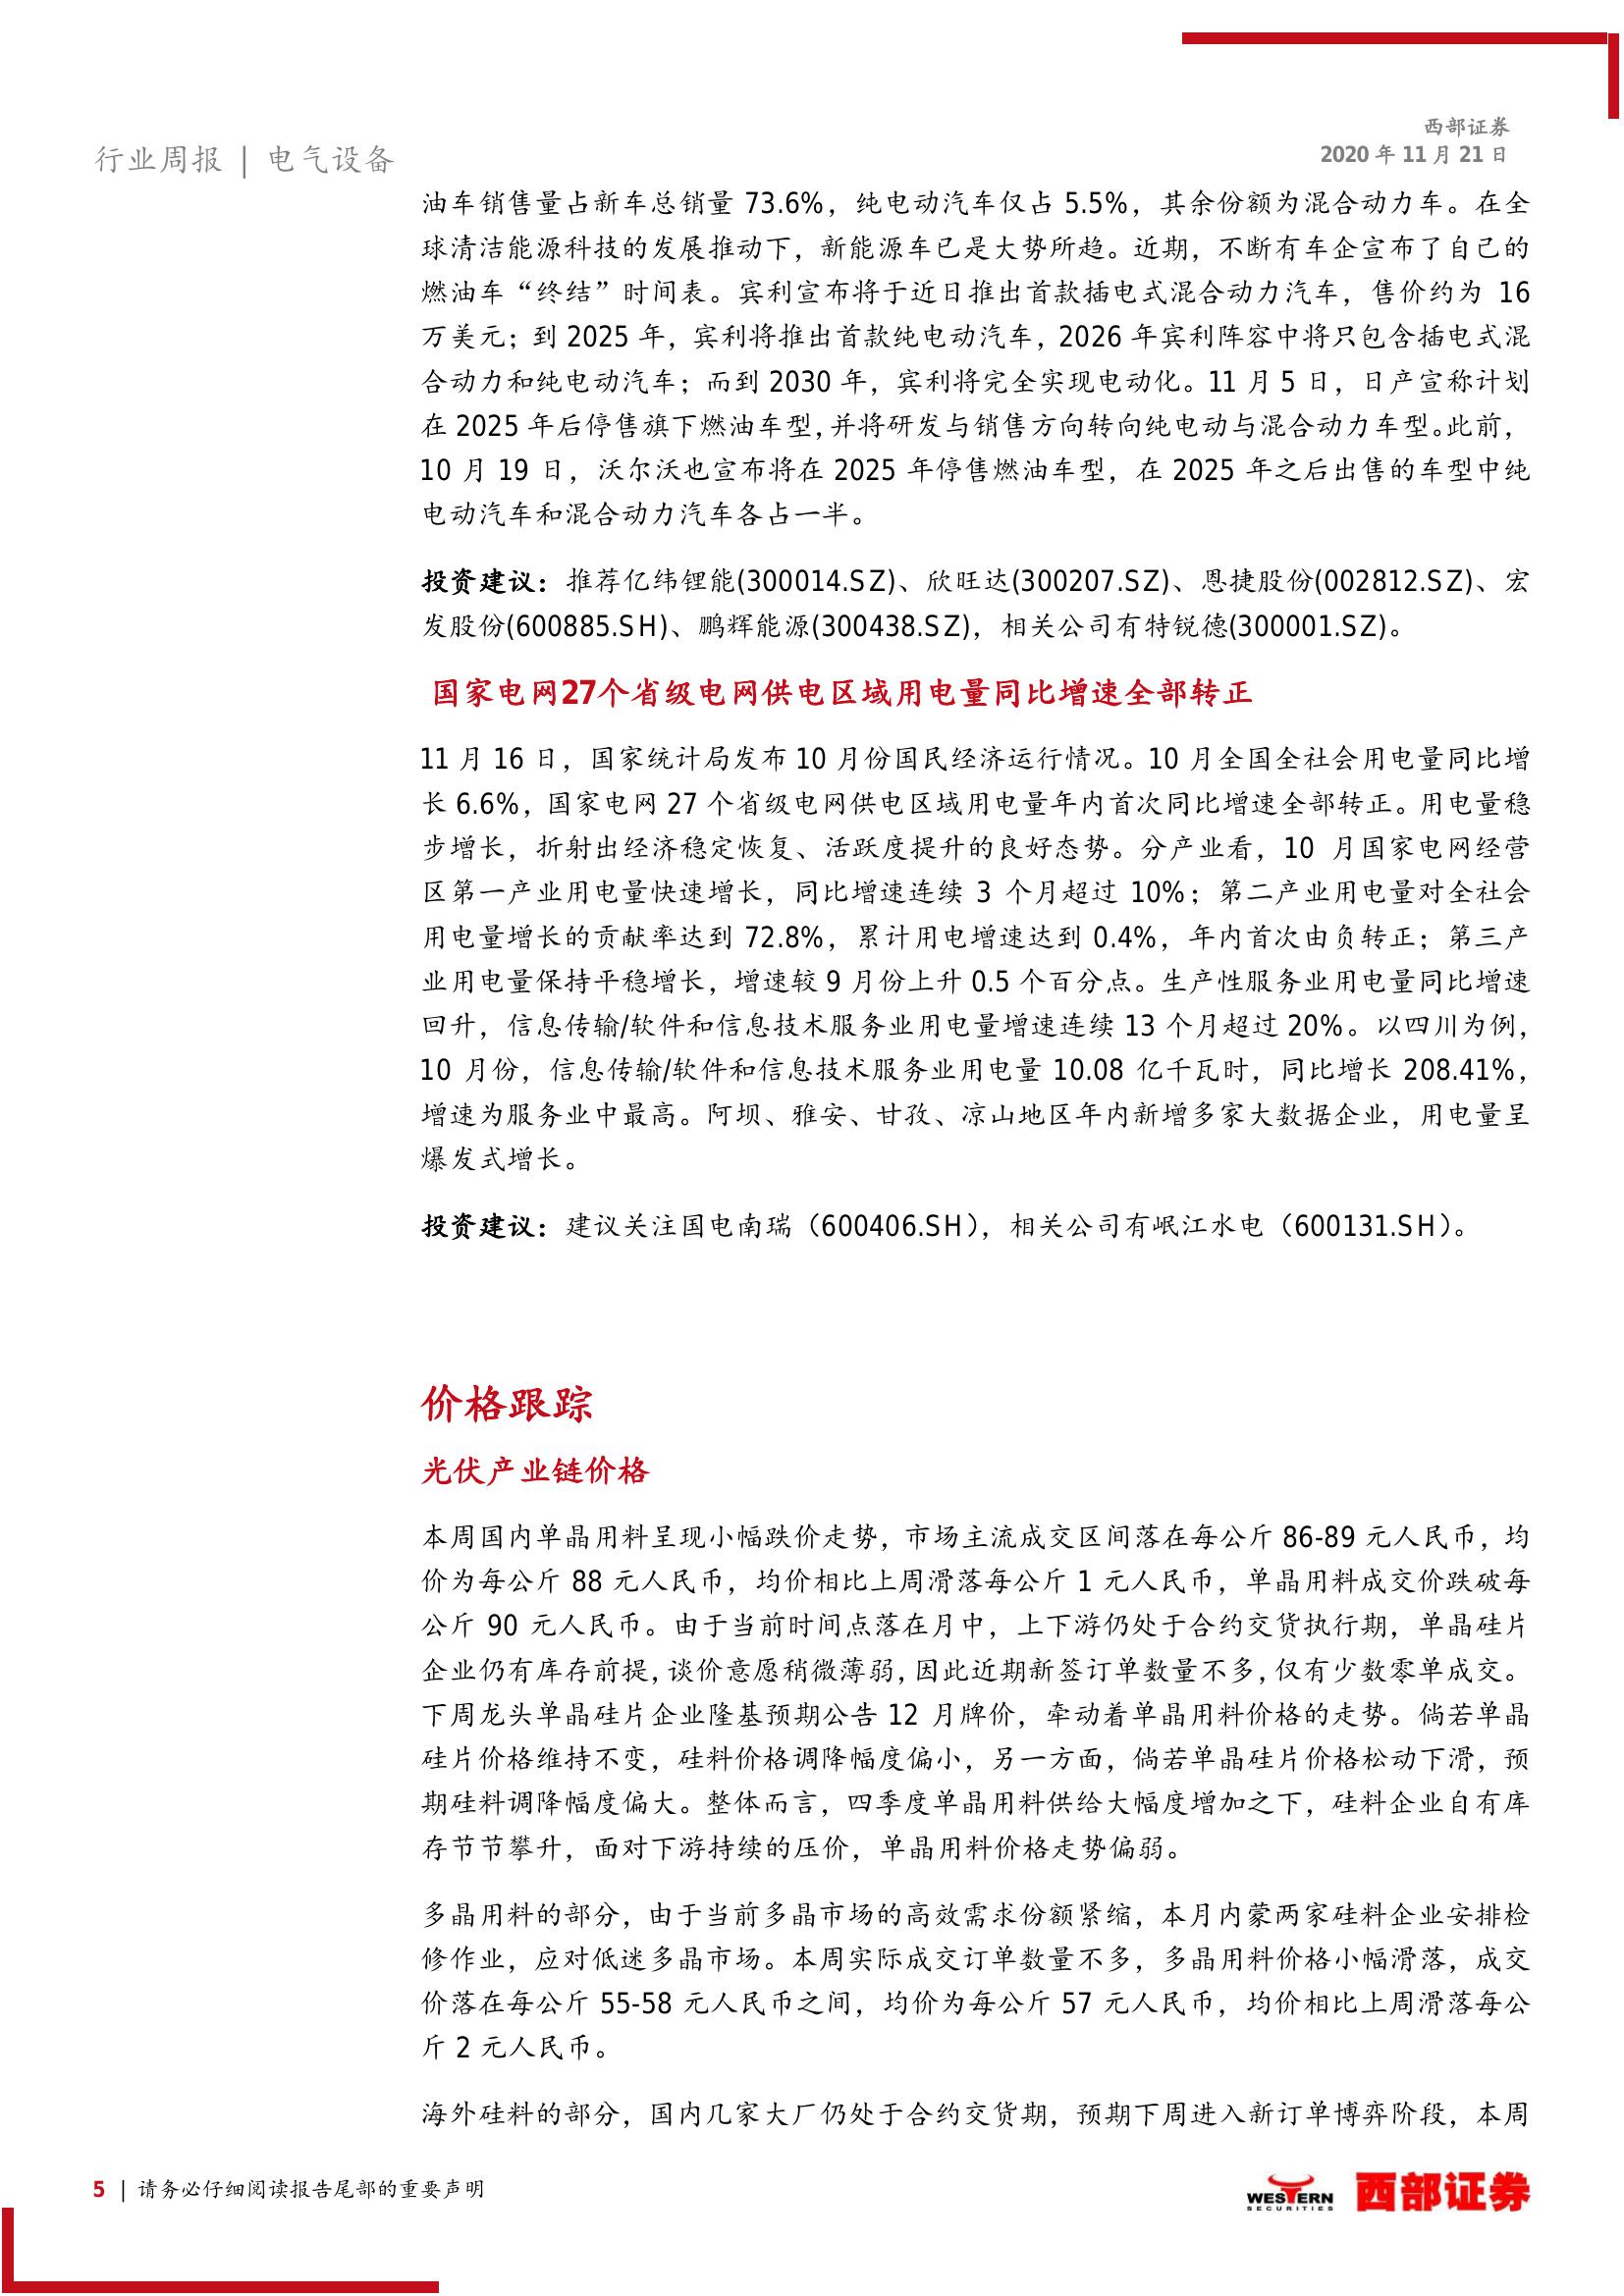 西部证券
行业周报 | 电气设备
2020 年 11 月 21 日
油车销售量占新车总销量 73.6%，纯电动汽车仅占 5.5%，其余份额为混合动力车。在全
球清洁能源科技的发展推动下，新能源车已是大势所趋。近期，不断有车企宣布了自己的
燃油车“终结”时间表。宾利宣布将于近日推出首款插电式混合动力汽车，售价约为 16
万美元；到 2025 年，宾利将推出首款纯电动汽车，2026 年宾利阵容中将只包含插电式混
合动力和纯电动汽车；而到 2030 年，宾利将完全实现电动化。11 月 5 日，日产宣称计划
在 2025 年后停售旗下燃油车型，并将研发与销售方向转向纯电动与混合动力车型。此前，
10 月 19 日，沃尔沃也宣布将在 2025 年停售燃油车型，在 2025 年之后出售的车型中纯
电动汽车和混合动力汽车各占一半。
投资建议：推荐亿纬锂能(300014.SZ)、欣旺达(300207.SZ)、恩捷股份(002812.SZ)、宏
发股份(600885.SH)、鹏辉能源(300438.SZ)，相关公司有特锐德(300001.SZ)。
国家电网27个省级电网供电区域用电量同比增速全部转正
11 月 16 日，国家统计局发布 10 月份国民经济运行情况。10 月全国全社会用电量同比增
长 6.6%，国家电网 27 个省级电网供电区域用电量年内首次同比增速全部转正。用电量稳
步增长，折射出经济稳定恢复、活跃度提升的良好态势。分产业看，10 月国家电网经营
区第一产业用电量快速增长，同比增速连续 3 个月超过 10%；第二产业用电量对全社会
用电量增长的贡献率达到 72.8%，累计用电增速达到 0.4%，年内首次由负转正；第三产
业用电量保持平稳增长，增速较 9 月份上升 0.5 个百分点。生产性服务业用电量同比增速
回升，信息传输/软件和信息技术服务业用电量增速连续 13 个月超过 20%。以四川为例，
10 月份，信息传输/软件和信息技术服务业用电量 10.08 亿千瓦时，同比增长 208.41%，
增速为服务业中最高。阿坝、雅安、甘孜、凉山地区年内新增多家大数据企业，用电量呈
爆发式增长。
投资建议：建议关注国电南瑞（600406.SH），相关公司有岷江水电（600131.SH）。
价格跟踪
光伏产业链价格
本周国内单晶用料呈现小幅跌价走势，市场主流成交区间落在每公斤 86-89 元人民币，均
价为每公斤 88 元人民币，均价相比上周滑落每公斤 1 元人民币，单晶用料成交价跌破每
公斤 90 元人民币。由于当前时间点落在月中，上下游仍处于合约交货执行期，单晶硅片
企业仍有库存前提，谈价意愿稍微薄弱，因此近期新签订单数量不多，仅有少数零单成交。
下周龙头单晶硅片企业隆基预期公告 12 月牌价，牵动着单晶用料价格的走势。倘若单晶
硅片价格维持不变，硅料价格调降幅度偏小，另一方面，倘若单晶硅片价格松动下滑，预
期硅料调降幅度偏大。整体而言，四季度单晶用料供给大幅度增加之下，硅料企业自有库
存节节攀升，面对下游持续的压价，单晶用料价格走势偏弱。
多晶用料的部分，由于当前多晶市场的高效需求份额紧缩，本月内蒙两家硅料企业安排检
修作业，应对低迷多晶市场。本周实际成交订单数量不多，多晶用料价格小幅滑落，成交
价落在每公斤 55-58 元人民币之间，均价为每公斤 57 元人民币，均价相比上周滑落每公
斤 2 元人民币。
海外硅料的部分，国内几家大厂仍处于合约交货期，预期下周进入新订单博弈阶段，本周
5 | 请务必仔细阅读报告尾部的重要声明
WESTERN
SECURITIES
西部证券